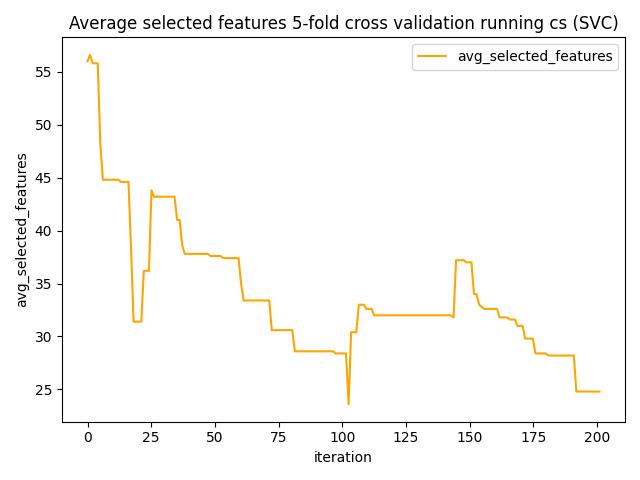 Average selected features 5-fold cross validation running cs (SVC)
avg_selected_features
55
50
45
40
35
30
25
avg_selected_features
0 25 50 75 100 125 150 175 200
iteration